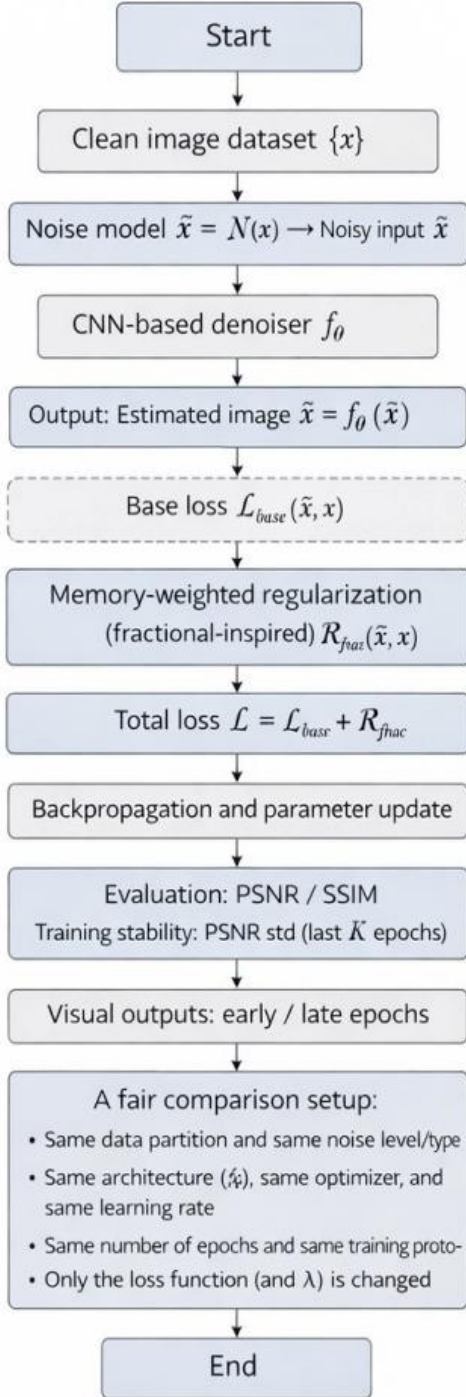 Start
Clean image dataset {x}
Noise model x̃ = N(x) → Noisy input x̃
CNN-based denoiser f_θ
Output: Estimated image x̃ = f_θ (x̃)
Base loss ℒ_base (x̃, x)
Memory-weighted regularization
(fractional-inspired) ℛ_fraz(x̃, x)
Total loss ℒ = ℒ_base + ℛ_fhac
Backpropagation and parameter update
Evaluation: PSNR / SSIM
Training stability: PSNR std (last K epochs)
Visual outputs: early / late epochs
A fair comparison setup:
• Same data partition and same noise level/type
• Same architecture ( ), same optimizer, and
same learning rate
• Same number of epochs and same training proto-
• Only the loss function (and λ) is changed
End